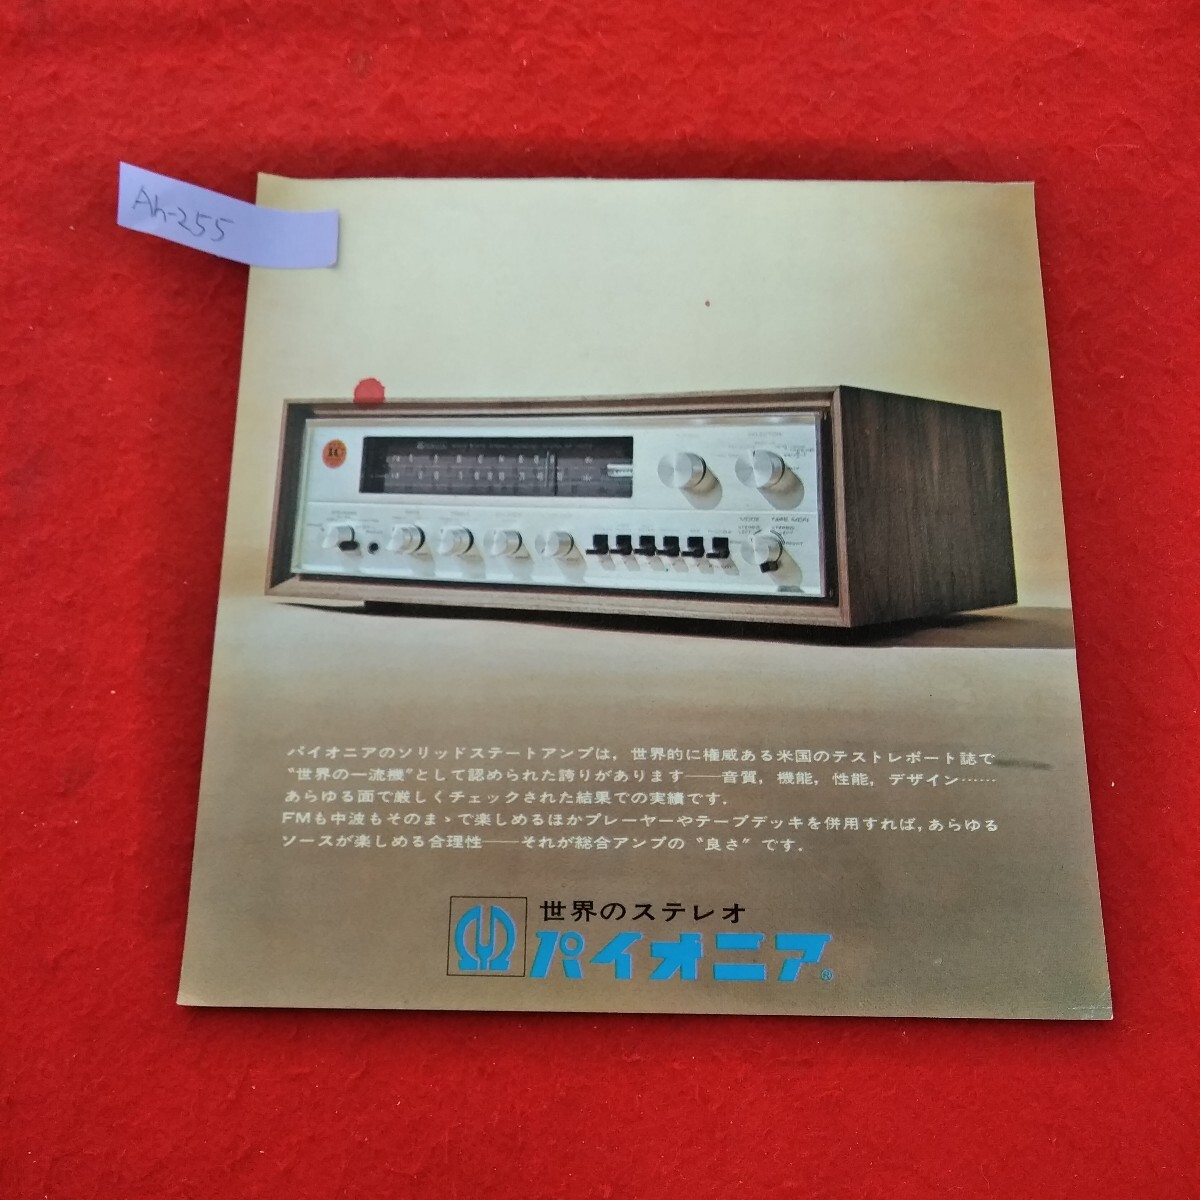 Ah-255
IC
MODE TAPE MON
パイオニアのソリッドステートアンプは，世界的に権威ある米国のテストレポート誌で
〝世界の一流機〟として認められた誇りがあります――音質，機能，性能，デザイン……
あらゆる面で厳しくチェックされた結果での実績です．
FMも中波もそのまゝで楽しめるほかプレーヤーやテープデッキを併用すれば，あらゆる
ソースが楽しめる合理性――それが総合アンプの〝良さ〟です．
世界のステレオ
パイオニア®